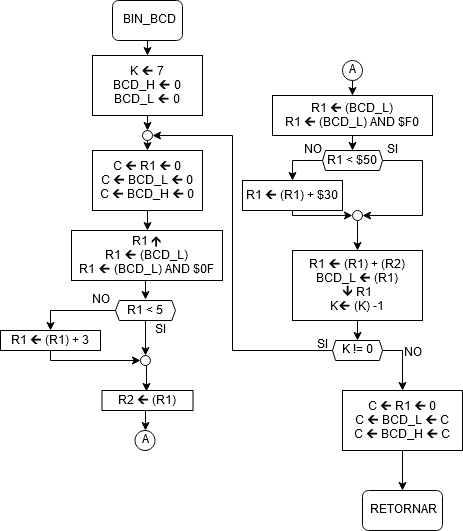 BIN_BCD
K ← 7
BCD_H ← 0
BCD_L ← 0
C ← R1 ← 0
C ← BCD_L ← 0
C ← BCD_H ← 0
R1 ↑
R1 ← (BCD_L)
R1 ← (BCD_L) AND $0F
R1 < 5
NO
SI
R1 ← (R1) + 3
R2 ← (R1)
A
A
R1 ← (BCD_L)
R1 ← (BCD_L) AND $F0
R1 < $50
NO
SI
R1 ← (R1) + $30
R1 ← (R1) + (R2)
BCD_L ← (R1)
↓ R1
K ← (K) -1
K != 0
SI
NO
C ← R1 ← 0
C ← BCD_L ← C
C ← BCD_H ← C
RETORNAR